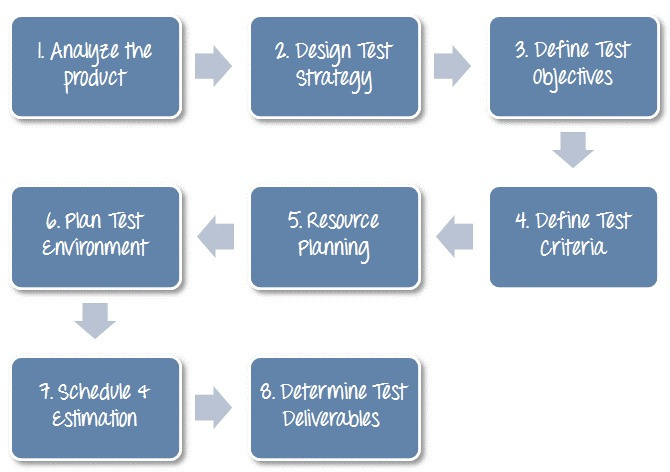 1. Analyze the
product
2. Design Test
Strategy
3. Define Test
Objectives
4. Define Test
Criteria
5. Resource
Planning
6. Plan Test
Environment
7. Schedule &
Estimation
8. Determine Test
Deliverables